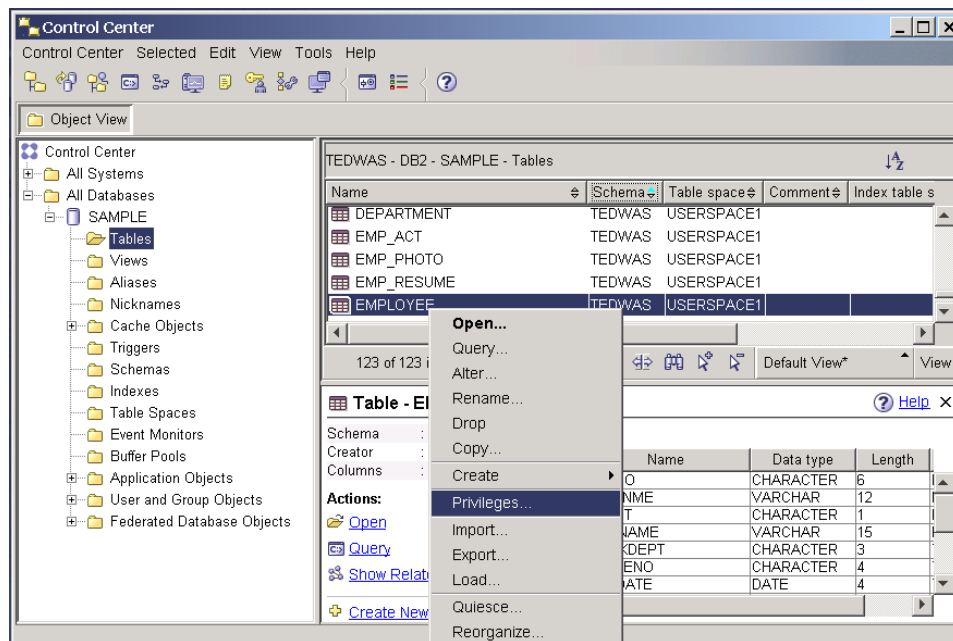 Control Center
Control Center Selected Edit View Tools Help
Object View
Control Center
All Systems
All Databases
SAMPLE
Tables
Views
Aliases
Nicknames
Cache Objects
Triggers
Schemas
Indexes
Table Spaces
Event Monitors
Buffer Pools
Application Objects
User and Group Objects
Federated Database Objects
TEDWAS - DB2 - SAMPLE - Tables
Name Schema Table space Comment Index table s
DEPARTMENT TEDWAS USERSPACE1
EMP_ACT TEDWAS USERSPACE1
EMP_PHOTO TEDWAS USERSPACE1
EMP_RESUME TEDWAS USERSPACE1
EMPLOYEE TEDWAS USERSPACE1
123 of 123 i
Default View* View
Open...
Query...
Alter...
Rename...
Drop
Copy...
Create
Privileges...
Import...
Export...
Load...
Quiesce...
Reorganize...
Table - E
Help
Schema :
Creator :
Columns :
Actions:
Open
Query
Show Relat
Create New
Name Data type Length
O CHARACTER 6
NME VARCHAR 12
T CHARACTER 1
NAME VARCHAR 15
KDEPT CHARACTER 3
ENO CHARACTER 4
ATE DATE 4